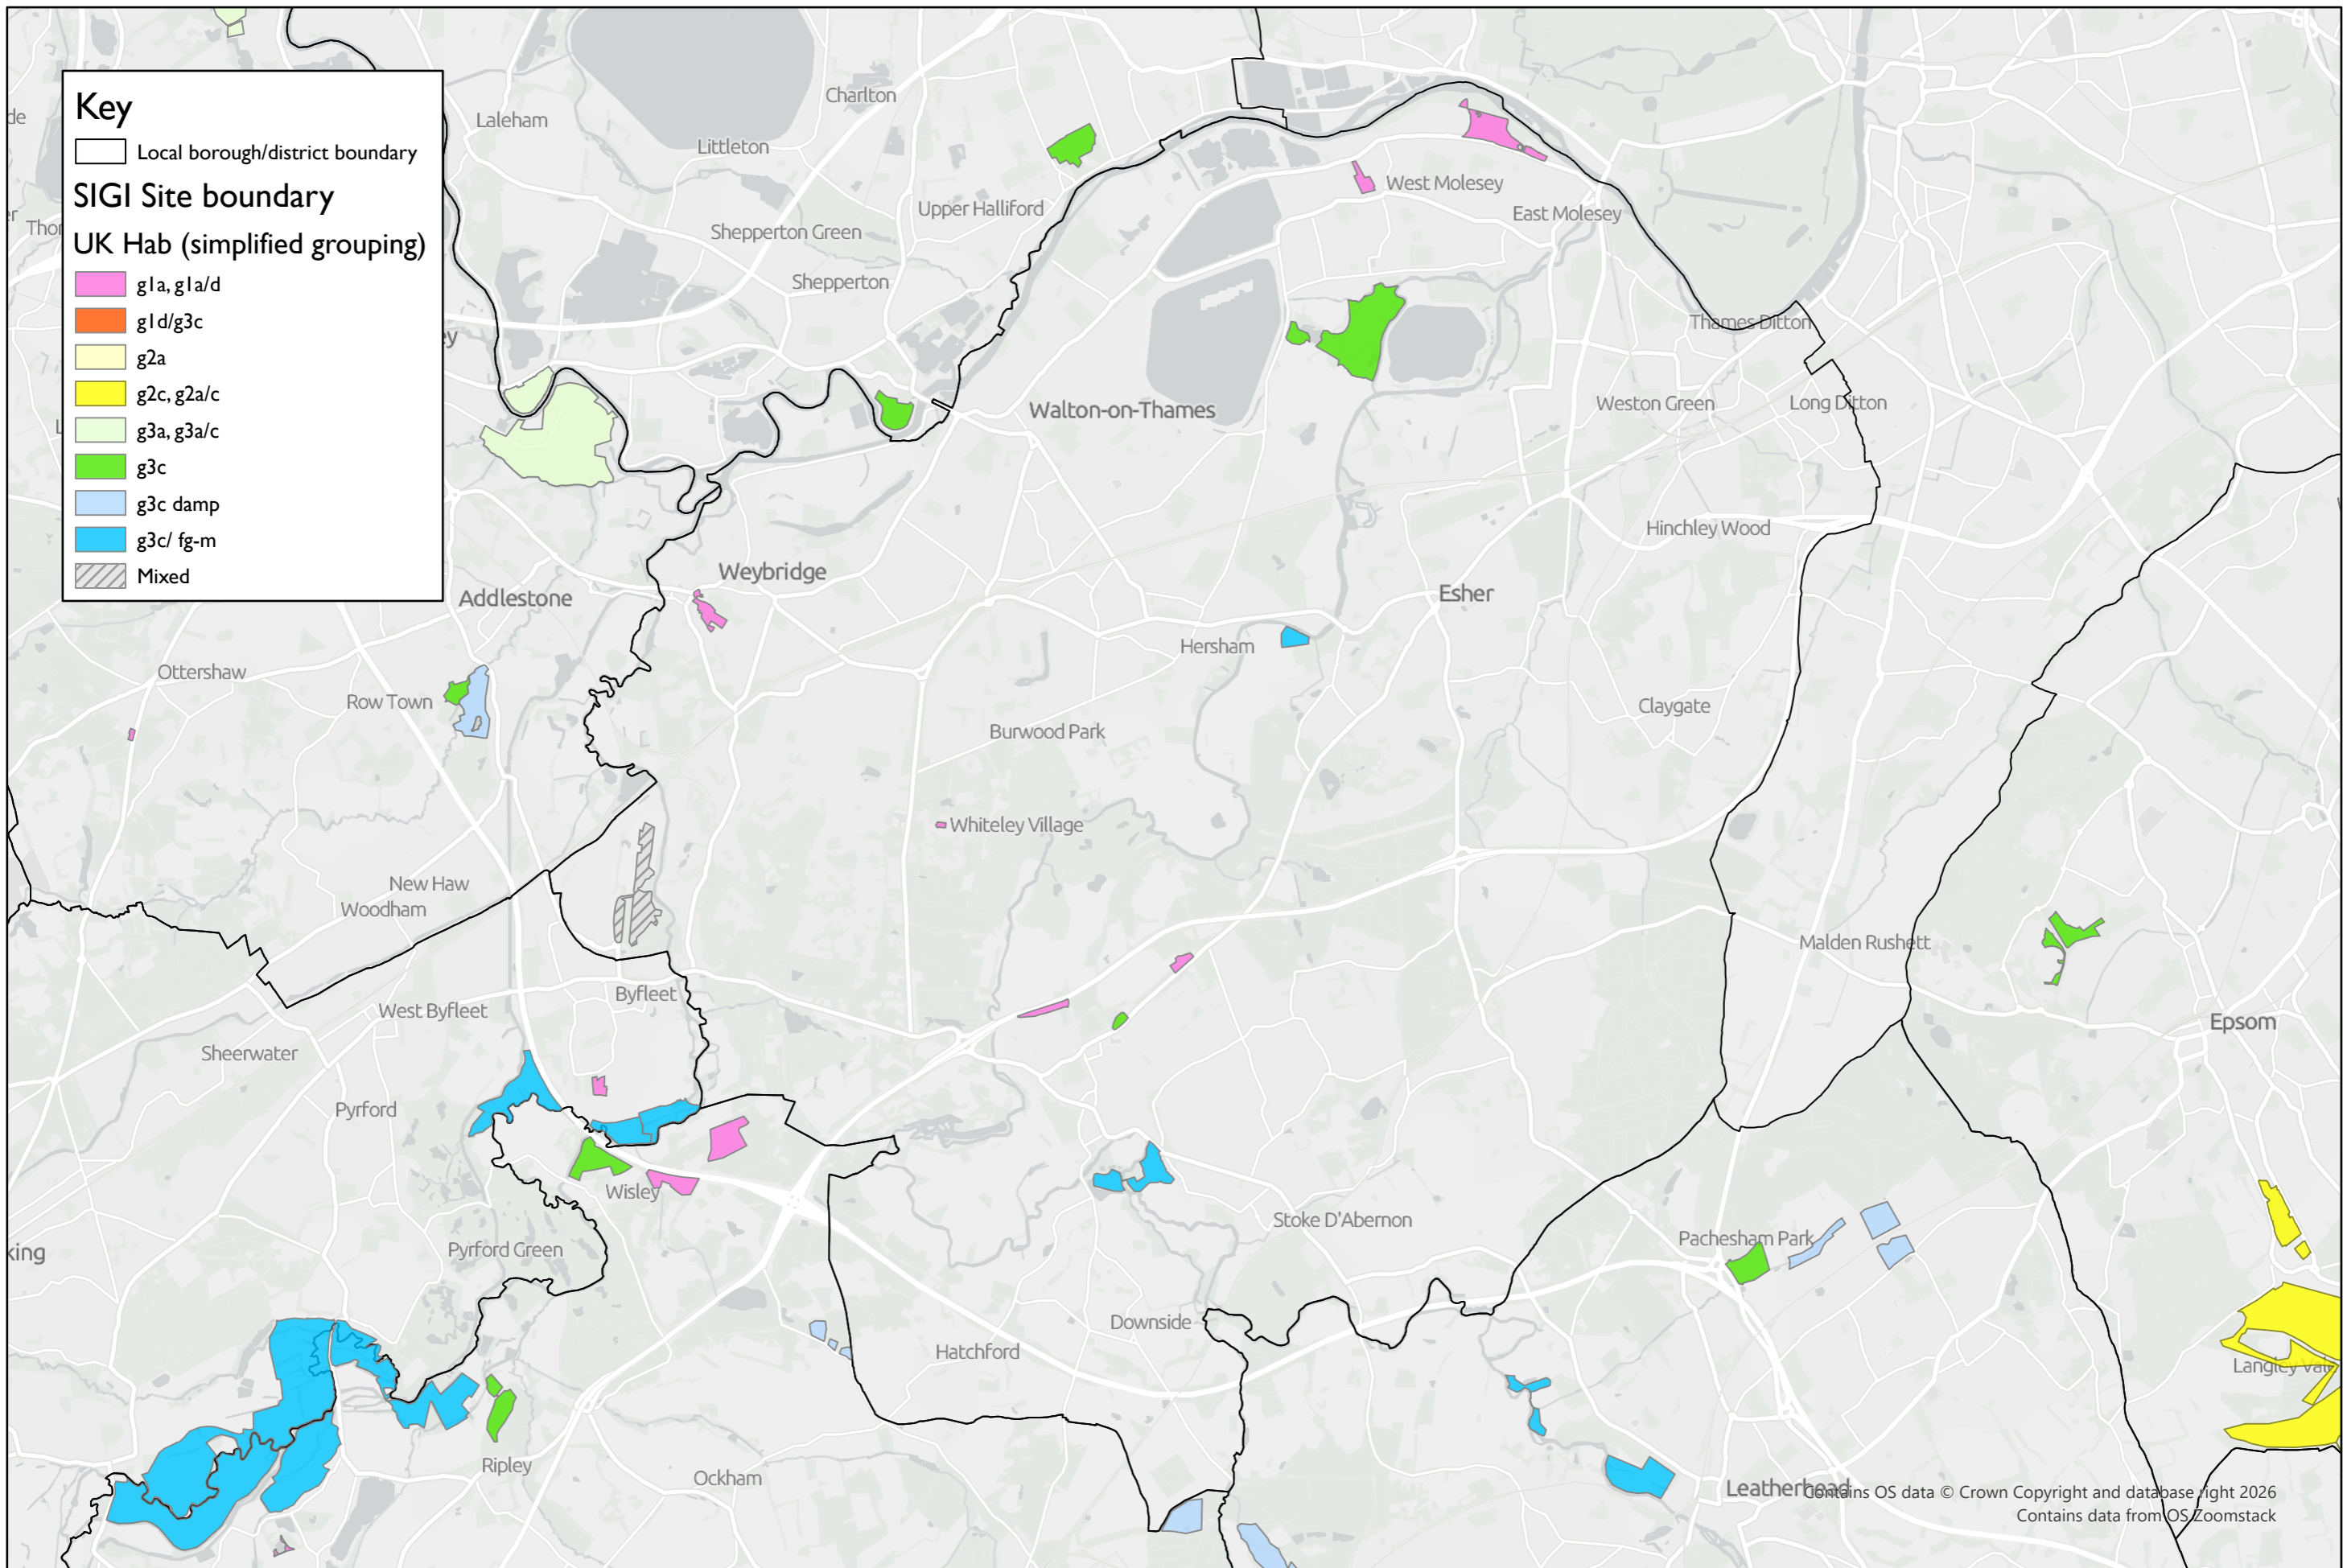 Key
Local borough/district boundary
SIGI Site boundary
UK Hab (simplified grouping)
g1a, g1a/d
g1d/g3c
g2a
g2c, g2a/c
g3a, g3a/c
g3c
g3c damp
g3c/ fg-m
Mixed
Charlton
Laleham
Littleton
West Molesey
Upper Halliford
East Molesey
Shepperton Green
Shepperton
Thames Ditton
Weston Green
Long Ditton
Walton-on-Thames
Hinchley Wood
Weybridge
Esher
Addlestone
Hersham
Ottershaw
Row Town
Claygate
Burwood Park
Whiteley Village
New Haw
Woodham
Malden Rushett
Byfleet
West Byfleet
Epsom
Sheerwater
Pyrford
Wisley
Stoke D'Abernon
Pachesham Park
Pyrford Green
king
Downside
Hatchford
Langley Vale
Ripley
Ockham
Leatherhead
Contains OS data © Crown Copyright and database right 2026
Contains data from OS Zoomstack